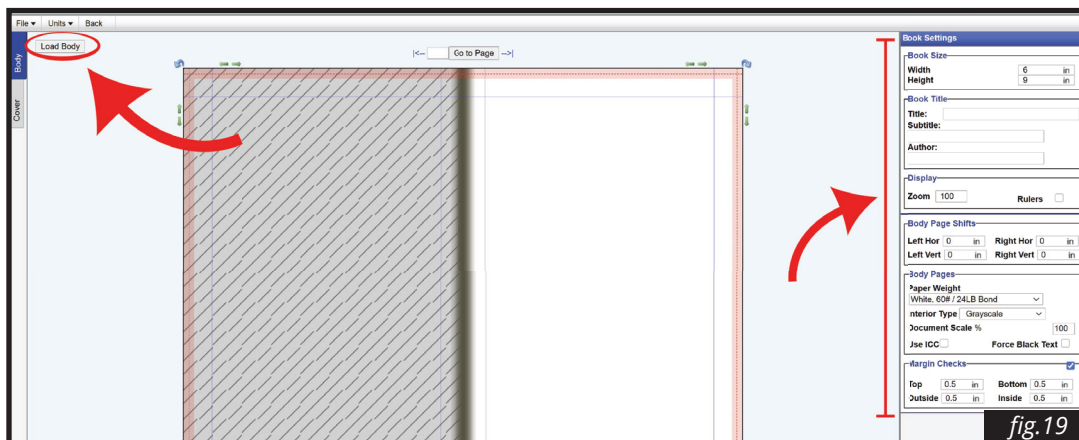 File ▾ Units ▾ Back
Load Body
Body
Cover
|<-- Go to Page -->|
Book Settings
Book Size
Width 6 in
Height 9 in
Book Title
Title:
Subtitle:
Author:
Display
Zoom 100 Rulers
Body Page Shifts
Left Hor 0 in Right Hor 0 in
Left Vert 0 in Right Vert 0 in
Body Pages
Paper Weight
White, 60# / 24LB Bond
Interior Type Grayscale
Document Scale % 100
Use ICC Force Black Text
Margin Checks
Top 0.5 in Bottom 0.5 in
Outside 0.5 in Inside 0.5 in
fig.19